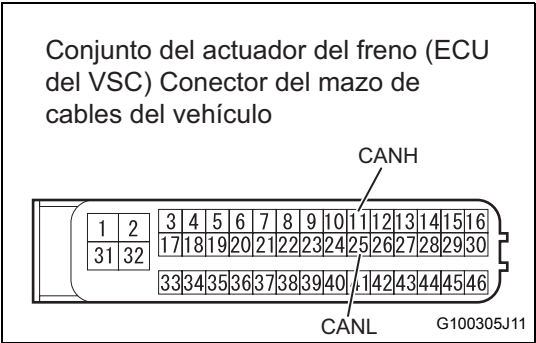 Conjunto del actuador del freno (ECU
del VSC) Conector del mazo de
cables del vehículo
CANH
1 2 3 4 5 6 7 8 9 10 11 12 13 14 15 16
31 32 17 18 19 20 21 22 23 24 25 26 27 28 29 30
33 34 35 36 37 38 39 40 41 42 43 44 45 46
CANL
G100305J11